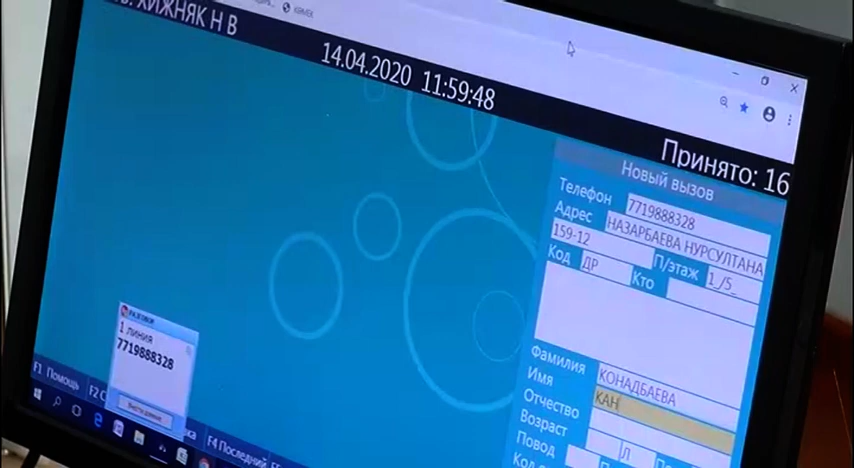 ХИЖНЯК Н В
14.04.2020 11:59:48
Принято: 16
Новый вызов
Телефон 7719888328
Адрес НАЗАРБАЕВА НУРСУЛТАНА
159-12 П/этаж 1_/5_
Код ДР Кто
Фамилия КОНАДБАЕВА
Имя КАН
Отчество
Возраст Л
Повод
Код
1 линия
7719888328
F1 Помощь F2 F4 Последний